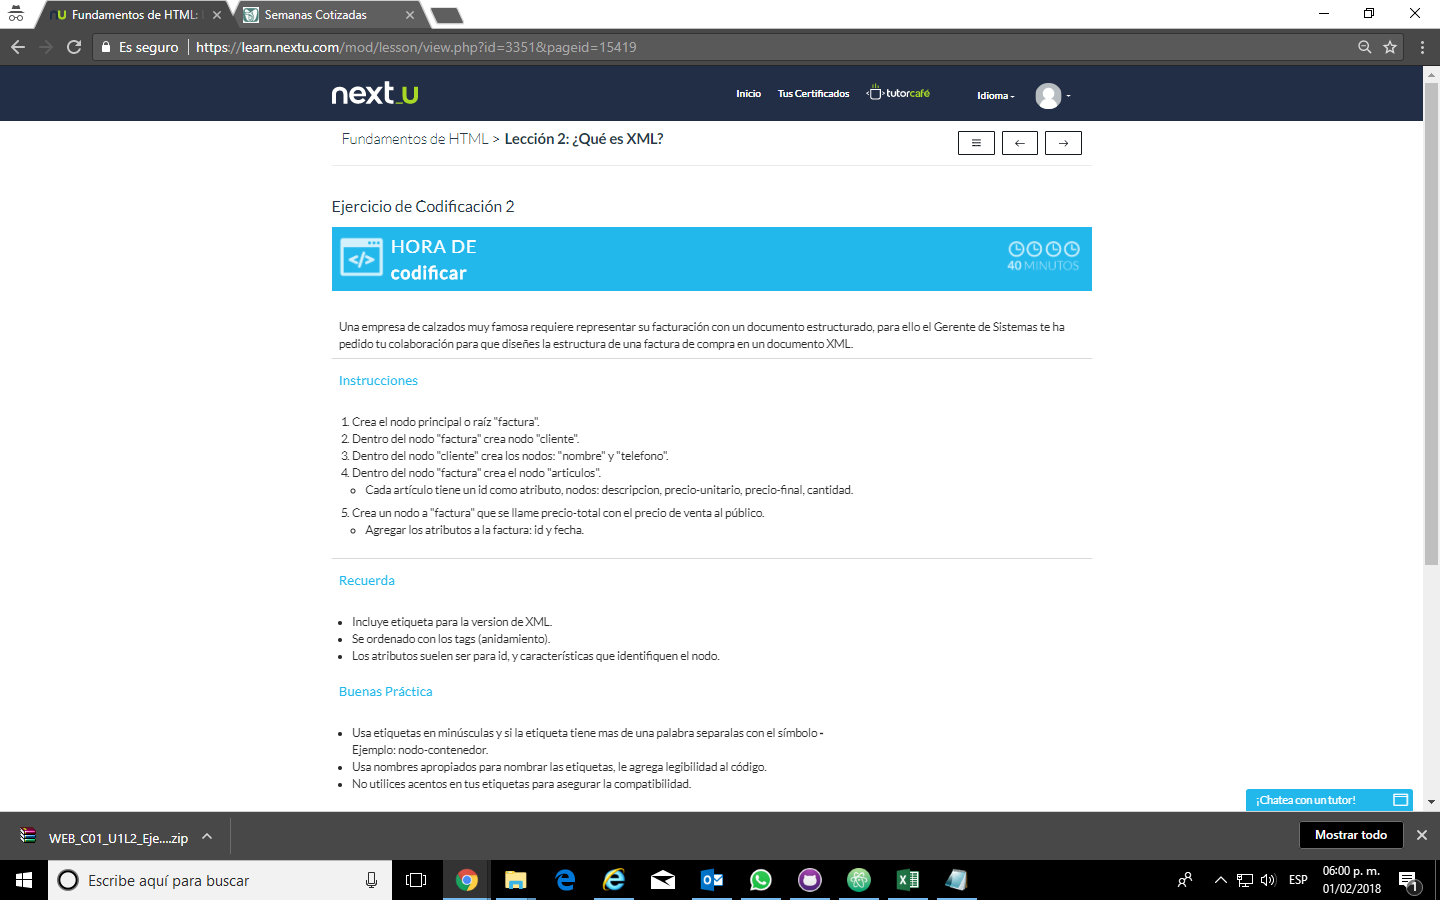 Fundamentos de HTML:
Semanas Cotizadas
Es seguro
https://learn.nextu.com/mod/lesson/view.php?id=3351&pageid=15419
next_u
Inicio
Tus Certificados
tutorcafé
Idioma
Fundamentos de HTML > Lección 2: ¿Qué es XML?
Ejercicio de Codificación 2
</>
HORA DE
codificar
40 MINUTOS
Una empresa de calzados muy famosa requiere representar su facturación con un documento estructurado, para ello el Gerente de Sistemas te ha
pedido tu colaboración para que diseñes la estructura de una factura de compra en un documento XML.
Instrucciones
1. Crea el nodo principal o raíz "factura".
2. Dentro del nodo "factura" crea nodo "cliente".
3. Dentro del nodo "cliente" crea los nodos: "nombre" y "telefono".
4. Dentro del nodo "factura" crea el nodo "articulos".
Cada artículo tiene un id como atributo, nodos: descripcion, precio-unitario, precio-final, cantidad.
5. Crea un nodo a "factura" que se llame precio-total con el precio de venta al público.
Agregar los atributos a la factura: id y fecha.
Recuerda
Incluye etiqueta para la version de XML.
Se ordenado con los tags (anidamiento).
Los atributos suelen ser para id, y características que identifiquen el nodo.
Buenas Práctica
Usa etiquetas en minúsculas y si la etiqueta tiene mas de una palabra separalas con el símbolo -
Ejemplo: nodo-contenedor.
Usa nombres apropiados para nombrar las etiquetas, le agrega legibilidad al código.
No utilices acentos en tus etiquetas para asegurar la compatibilidad.
¡Chatea con un tutor!
WEB_C01_U1L2_Eje....zip
Mostrar todo
Escribe aquí para buscar
ESP
06:00 p. m.
01/02/2018
1